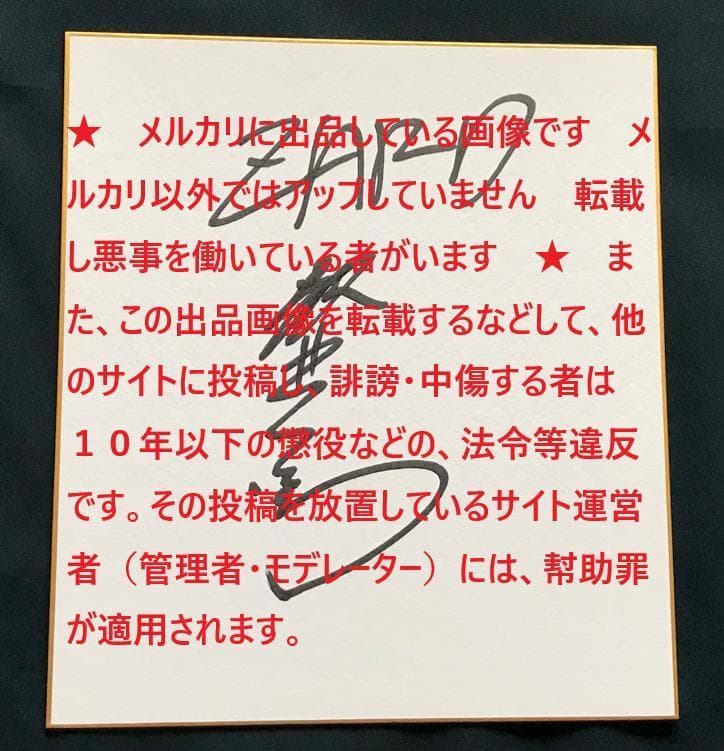 ZARD
★　メルカリに出品している画像です　メ
ルカリ以外ではアップしていません　転載
し悪事を働いている者がいます　★　ま
た、この出品画像を転載するなどして、他
のサイトに投稿し、誹謗・中傷する者は
１０年以下の懲役などの、法令等違反
です。その投稿を放置しているサイト運営
者（管理者・モデレーター）には、幇助罪
が適用されます。